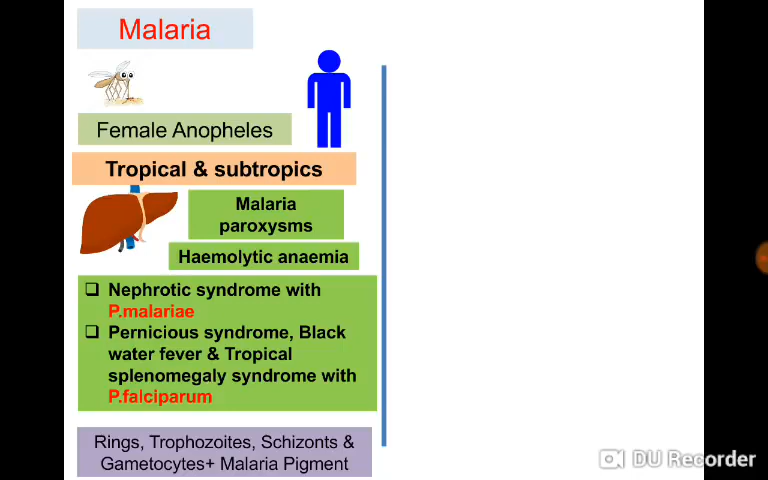 Malaria
Female Anopheles
Tropical & subtropics
Malaria
paroxysms
Haemolytic anaemia
❑ Nephrotic syndrome with
P.malariae
❑ Pernicious syndrome, Black
water fever & Tropical
splenomegaly syndrome with
P.falciparum
Rings, Trophozoites, Schizonts &
Gametocytes+ Malaria Pigment
DU Recorder